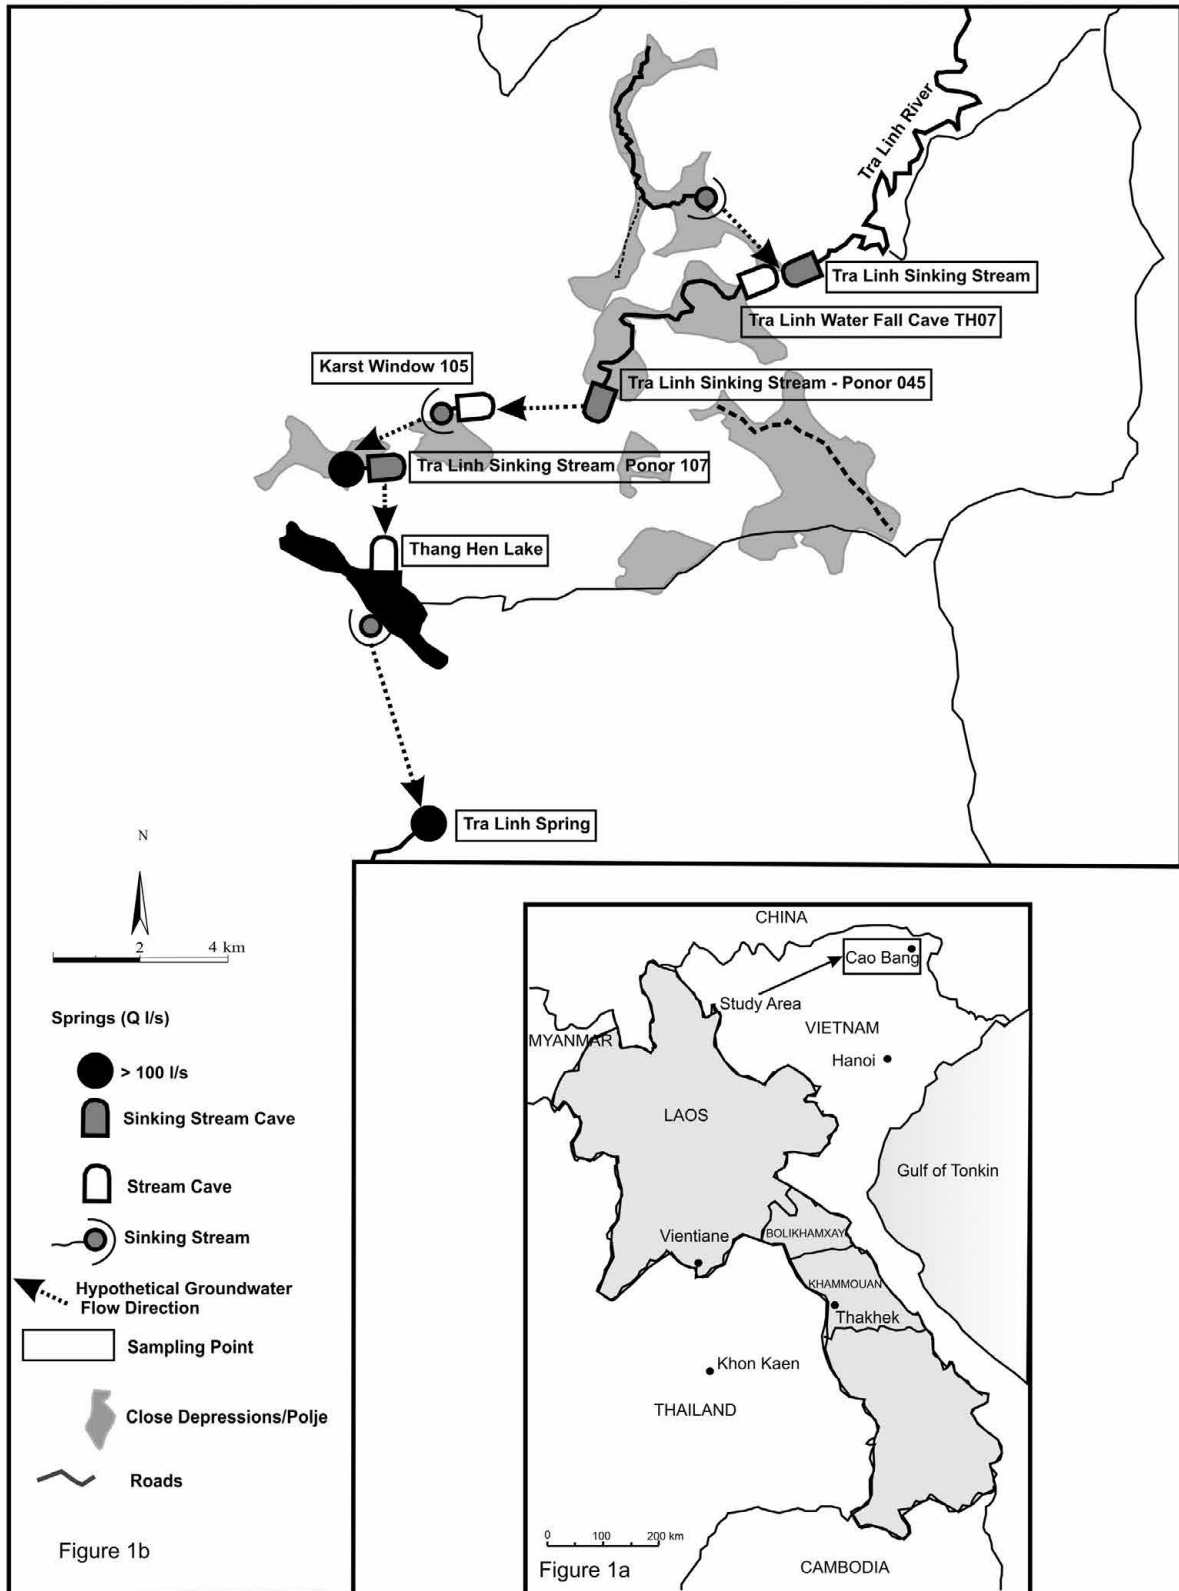 Tra Linh River
Tra Linh Sinking Stream
Tra Linh Water Fall Cave TH07
Karst Window 105
Tra Linh Sinking Stream - Ponor 045
Tra Linh Sinking Stream Ponor 107
Thang Hen Lake
Tra Linh Spring
N
2 4 km
Springs (Q l/s)
> 100 l/s
Sinking Stream Cave
Stream Cave
Sinking Stream
Hypothetical Groundwater
Flow Direction
Sampling Point
Close Depressions/Polje
Roads
Figure 1b
CHINA
Cao Bang
Study Area
VIETNAM
MYANMAR
Hanoi
LAOS
Gulf of Tonkin
Vientiane
BOLIKHAMXAY
KHAMMOUAN
Thakhek
Khon Kaen
THAILAND
0 100 200 km
Figure 1a
CAMBODIA